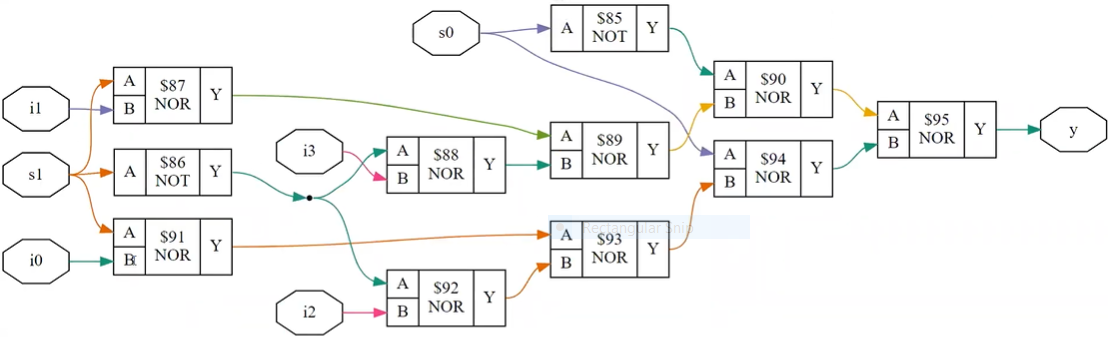 s0
A
$85
NOT
Y
i1
A
B
$87
NOR
Y
s1
A
$86
NOT
Y
i0
A
B
$91
NOR
Y
i3
A
B
$88
NOR
Y
i2
A
B
$92
NOR
Y
A
B
$89
NOR
Y
A
B
$93
NOR
Y
Rectangular Snip
A
B
$90
NOR
Y
A
B
$94
NOR
Y
A
B
$95
NOR
Y
y